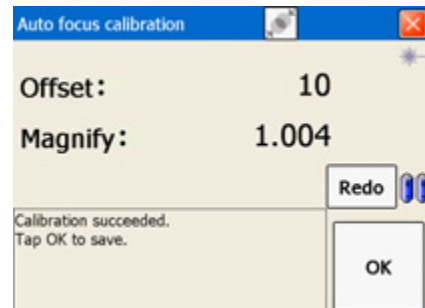 Auto focus calibration
Offset: 10
Magnify: 1.004
Redo
Calibration succeeded.
Tap OK to save.
OK